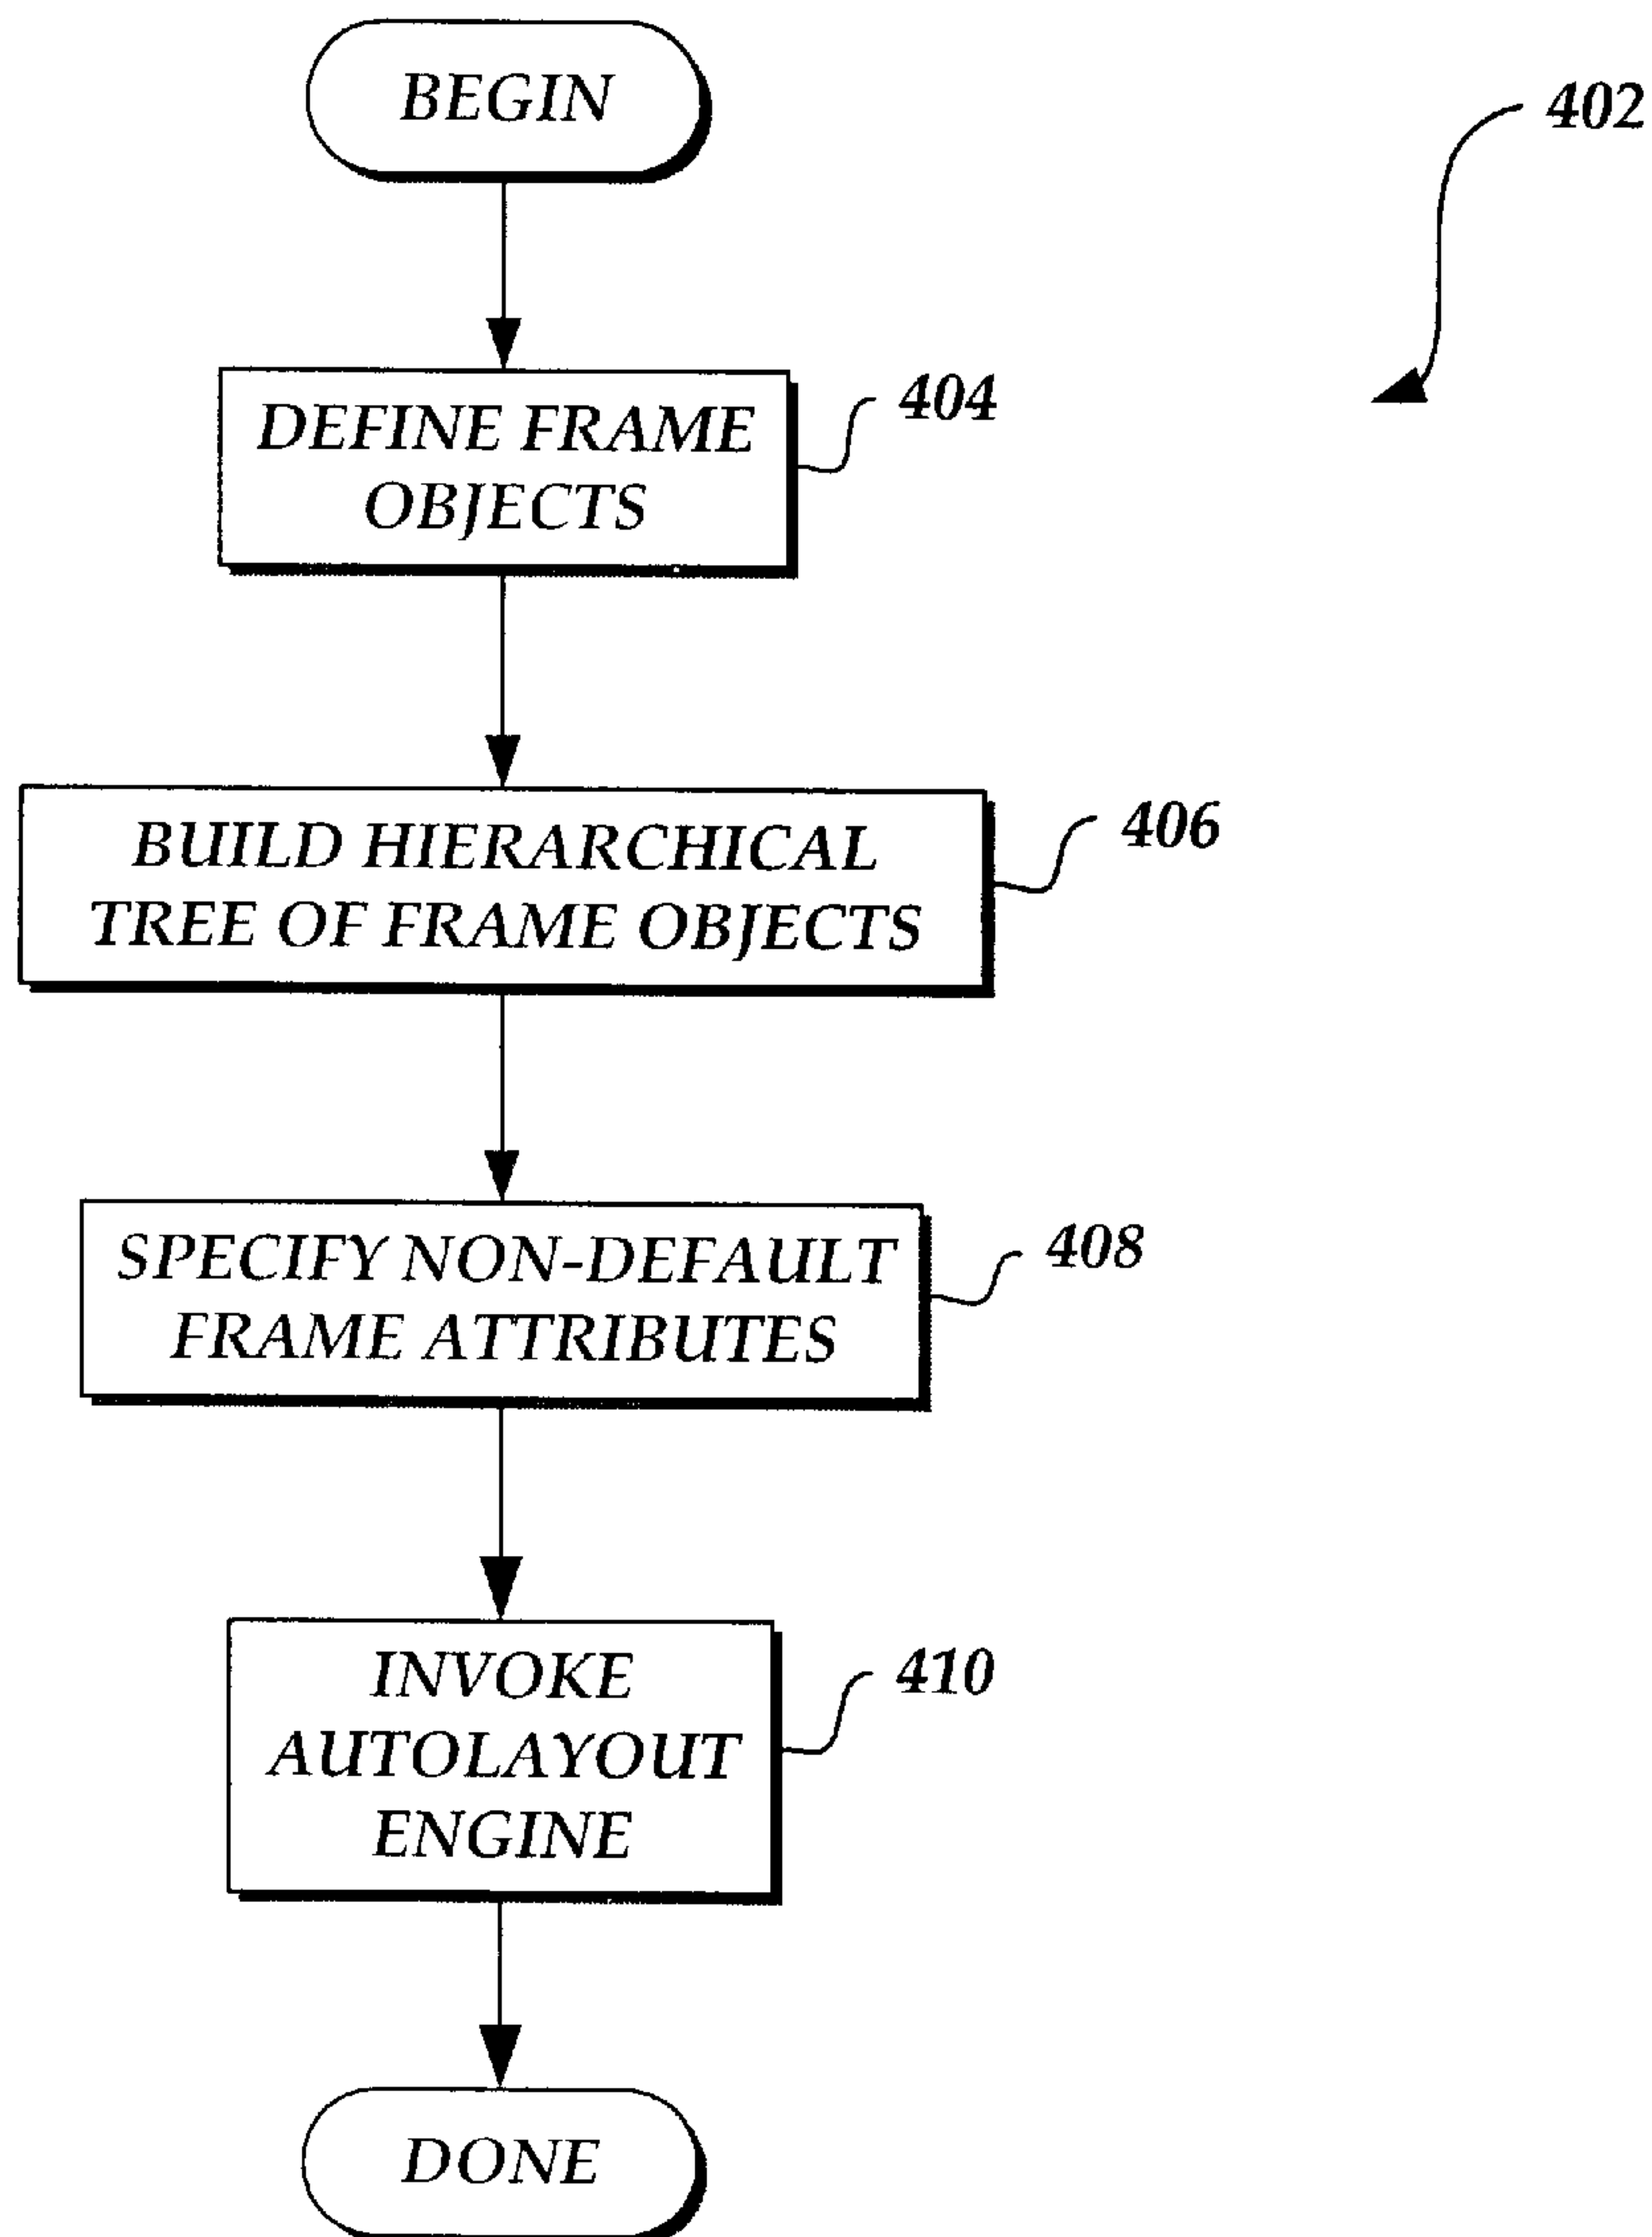 BEGIN
402
DEFINE FRAME
OBJECTS
404
BUILD HIERARCHICAL
TREE OF FRAME OBJECTS
406
SPECIFY NON-DEFAULT
FRAME ATTRIBUTES
408
INVOKE
AUTOLAYOUT
ENGINE
410
DONE